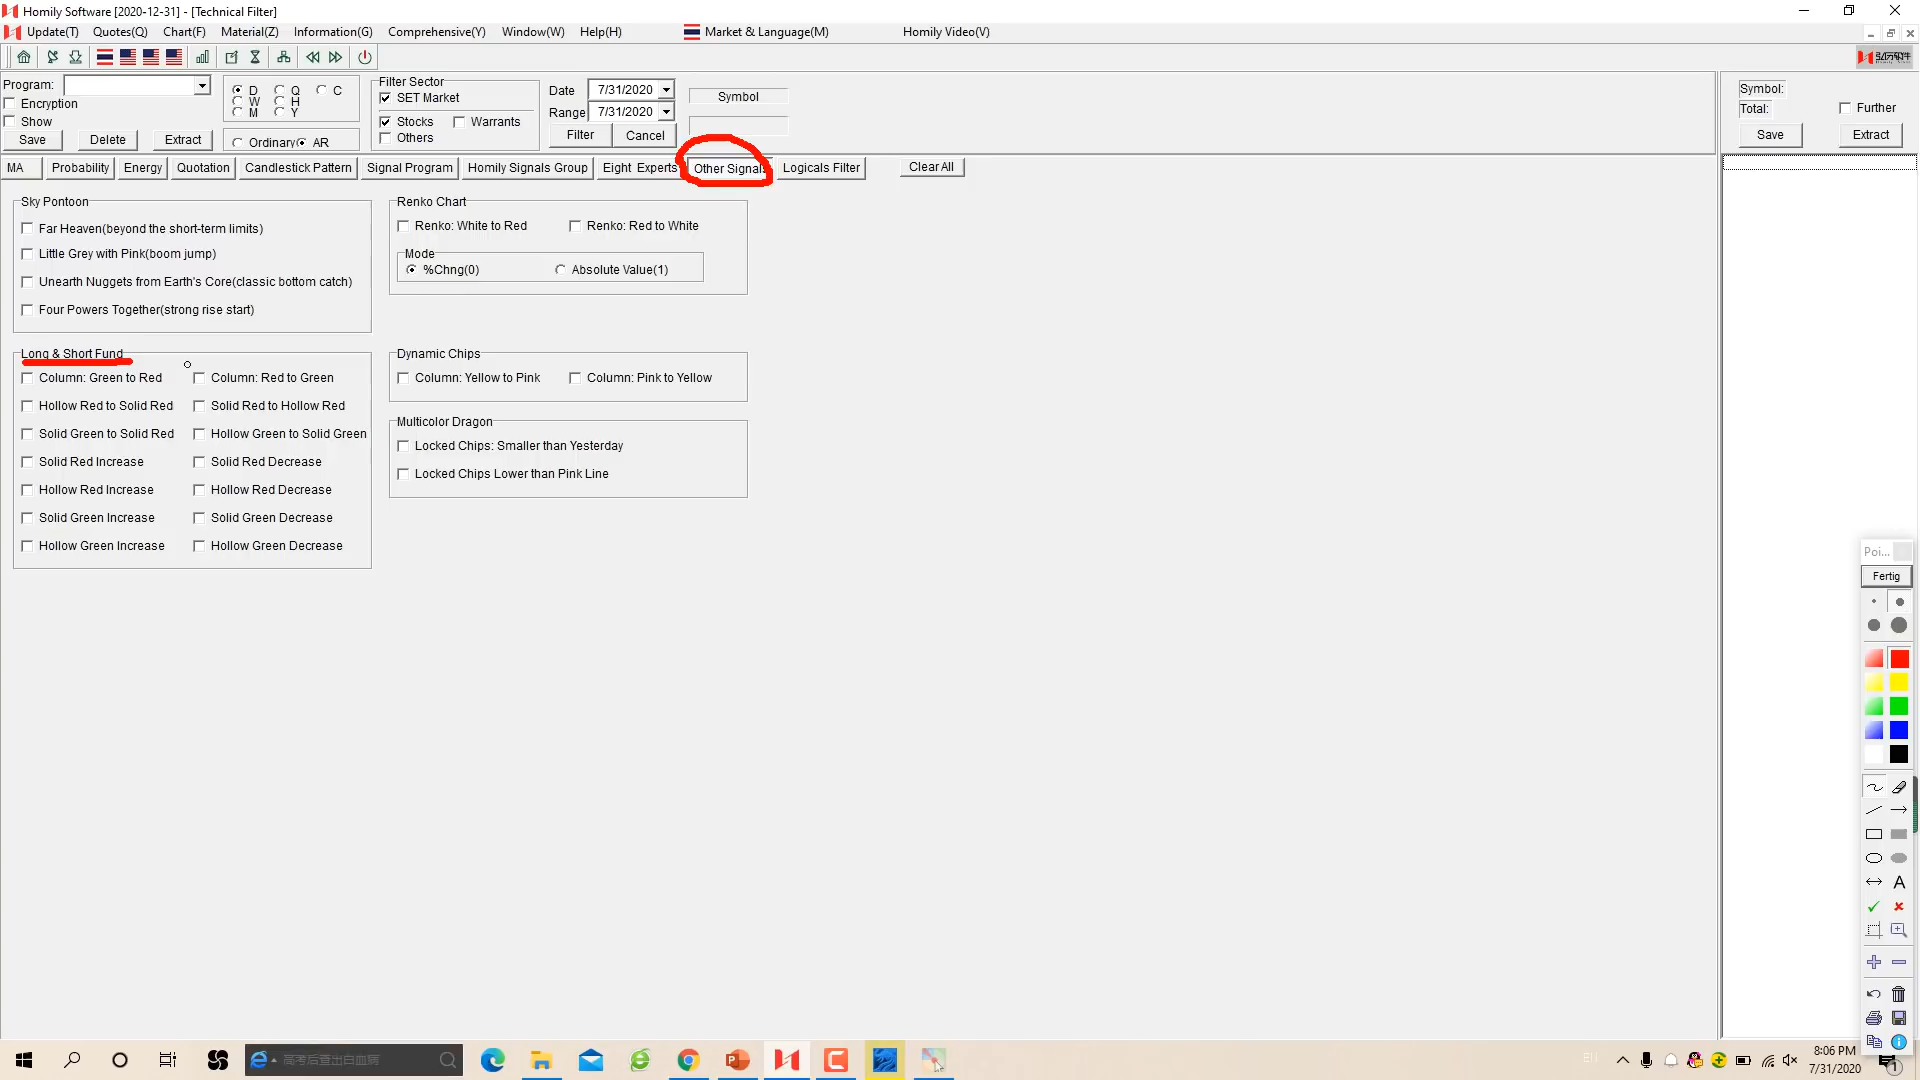 Homily Software [2020-12-31] - [Technical Filter]
Update(T) Quotes(Q) Chart(F) Material(Z) Information(G) Comprehensive(Y) Window(W) Help(H) Market & Language(M) Homily Video(V)
Program:
Encryption
Show
Save Delete Extract
D Q C
W H
M Y
Ordinary AR
Filter Sector
SET Market
Stocks Warrants
Others
Date 7/31/2020
Range 7/31/2020
Filter Cancel
Symbol
Symbol:
Total: Further
Save Extract
MA Probability Energy Quotation Candlestick Pattern Signal Program Homily Signals Group Eight Experts Other Signals Logicals Filter Clear All
Sky Pontoon
Far Heaven(beyond the short-term limits)
Little Grey with Pink(boom jump)
Unearth Nuggets from Earth's Core(classic bottom catch)
Four Powers Together(strong rise start)
Renko Chart
Renko: White to Red Renko: Red to White
Mode
%Chng(0) Absolute Value(1)
Long & Short Fund
Column: Green to Red Column: Red to Green
Hollow Red to Solid Red Solid Red to Hollow Red
Solid Green to Solid Red Hollow Green to Solid Green
Solid Red Increase Solid Red Decrease
Hollow Red Increase Hollow Red Decrease
Solid Green Increase Solid Green Decrease
Hollow Green Increase Hollow Green Decrease
Dynamic Chips
Column: Yellow to Pink Column: Pink to Yellow
Multicolor Dragon
Locked Chips: Smaller than Yesterday
Locked Chips Lower than Pink Line
Poi...
Fertig
A
高考后查出白血病
8:06 PM
7/31/2020
1